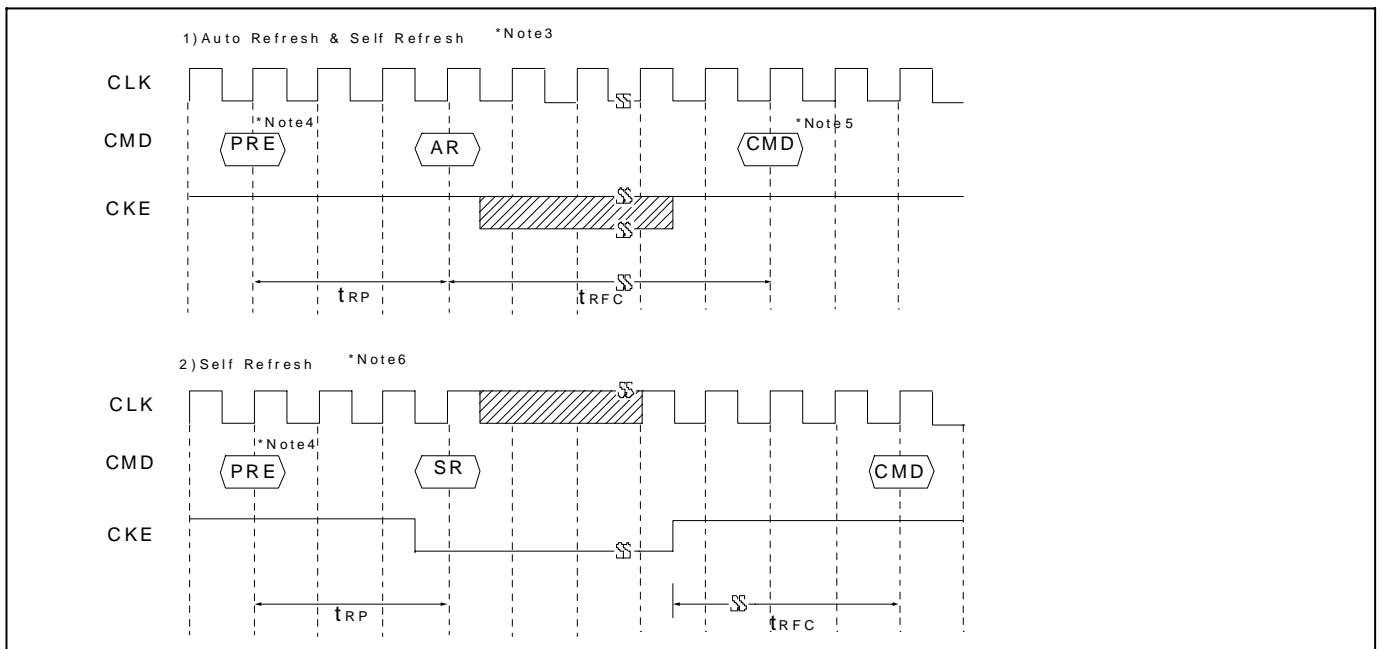 1)Auto Refresh & Self Refresh *Note3
CLK
*Note4 *Note5
CMD PRE AR CMD
CKE
tRP tRFC
2)Self Refresh *Note6
CLK
*Note4
CMD PRE SR CMD
CKE
tRP tRFC